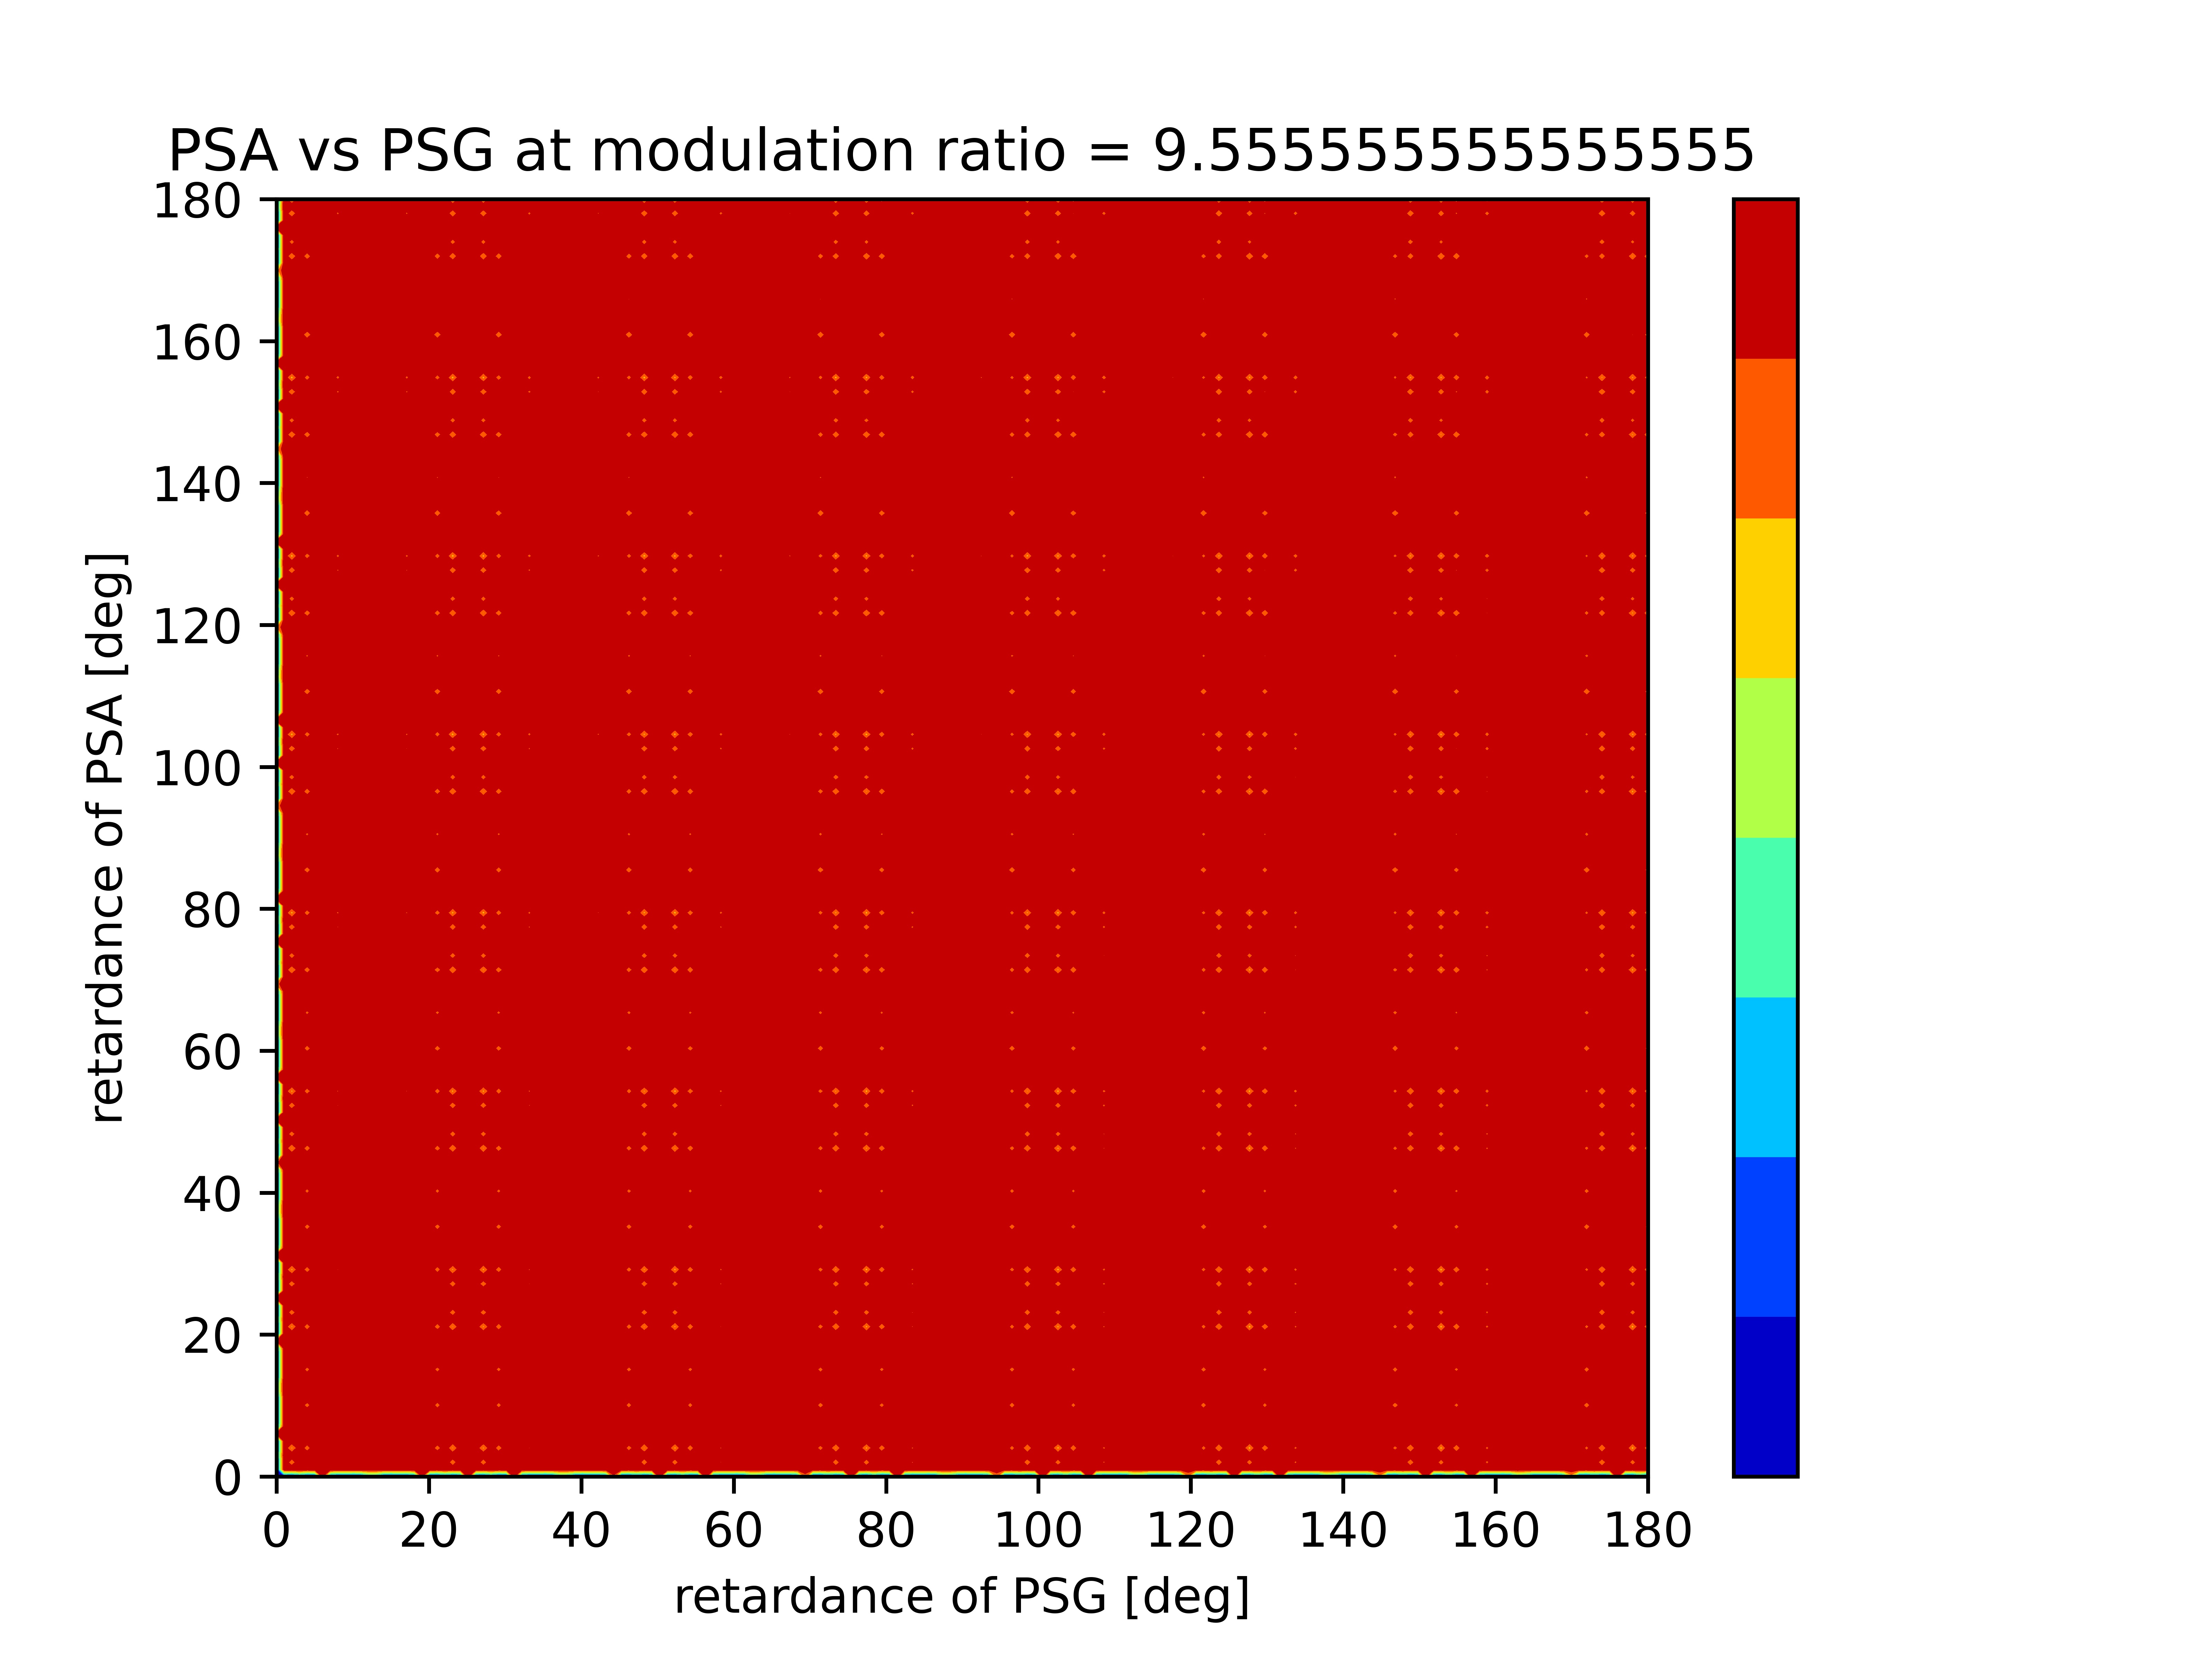 PSA vs PSG at modulation ratio = 9.555555555555555
180
160
140
120
100
80
60
40
20
0
retardance of PSA [deg]
0 20 40 60 80 100 120 140 160 180
retardance of PSG [deg]